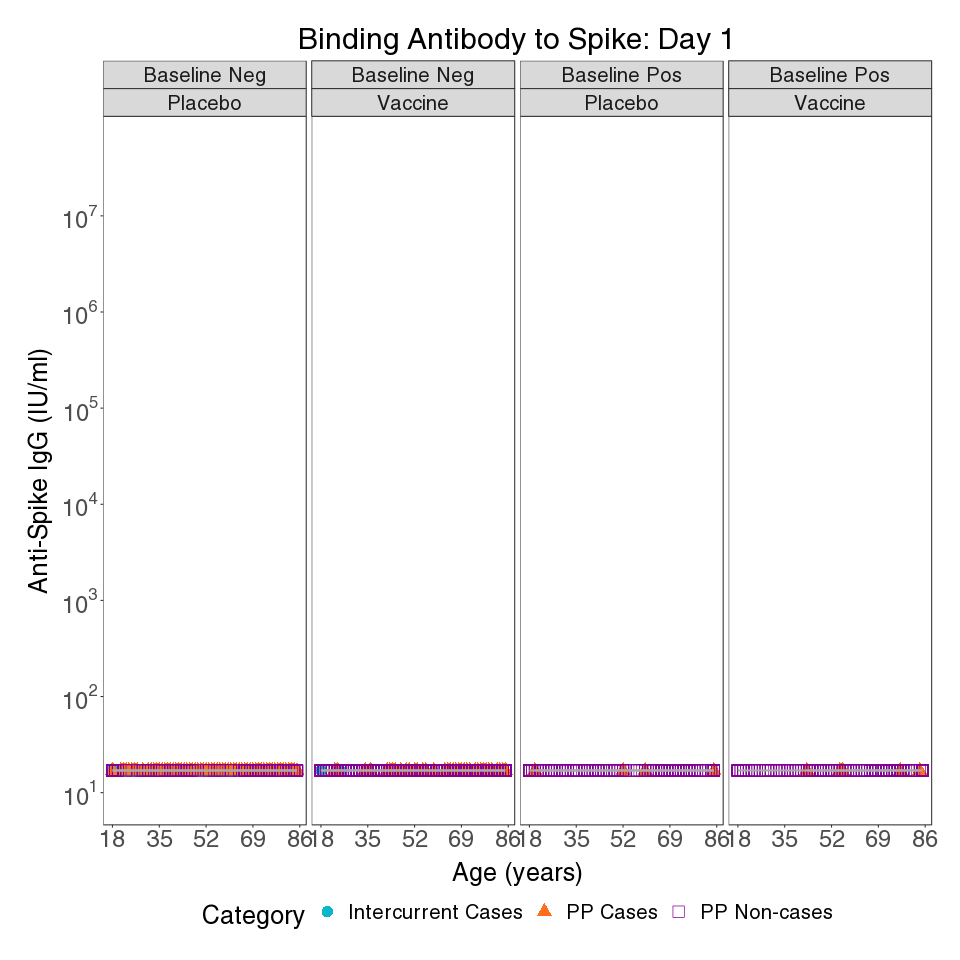 Binding Antibody to Spike: Day 1
Baseline Neg Baseline Neg Baseline Pos Baseline Pos
Placebo Vaccine Placebo Vaccine
Anti-Spike IgG (IU/ml)
10^7
10^6
10^5
10^4
10^3
10^2
10^1
18 35 52 69 86 18 35 52 69 86 18 35 52 69 86 18 35 52 69 86
Age (years)
Category Intercurrent Cases PP Cases PP Non-cases